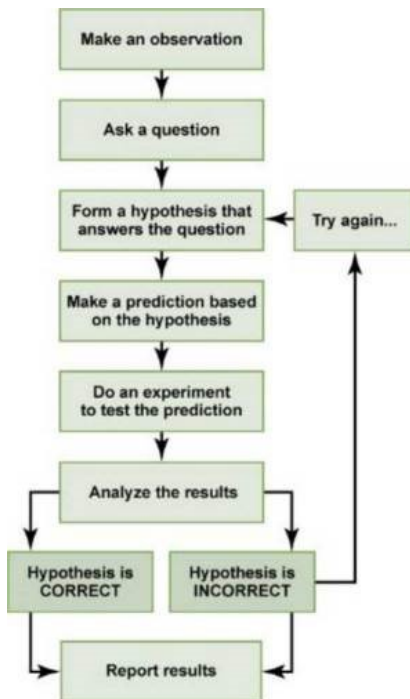 Make an observation
Ask a question
Form a hypothesis that
answers the question
Try again...
Make a prediction based
on the hypothesis
Do an experiment
to test the prediction
Analyze the results
Hypothesis is
CORRECT
Hypothesis is
INCORRECT
Report results